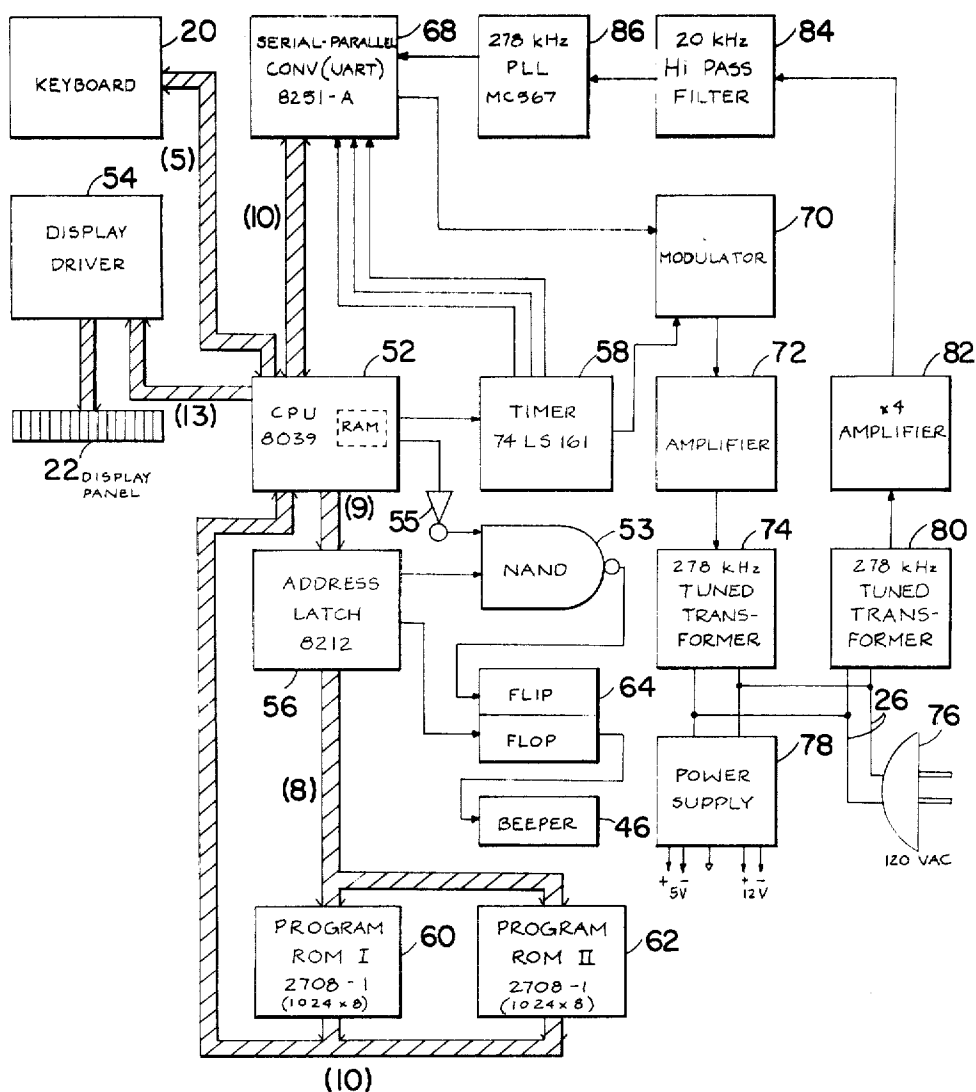 20
KEYBOARD
(5)
SERIAL-PARALLEL
CONV (UART)
8251-A
68
278 kHz
PLL
MC567
86
20 kHz
Hi PASS
FILTER
84
54
DISPLAY
DRIVER
(10)
MODULATOR
70
(13)
22 DISPLAY
PANEL
52
CPU
8039
RAM
58
TIMER
74 LS 161
72
AMPLIFIER
82
x4
AMPLIFIER
(9)
55
53
NAND
ADDRESS
LATCH
8212
56
74
278 kHz
TUNED
TRANS-
FORMER
80
278 kHz
TUNED
TRANS-
FORMER
64
FLIP
FLOP
26
76
78
POWER
SUPPLY
(8)
BEEPER
46
+ -
5V
+ -
12V
120 VAC
PROGRAM
ROM I
2708-1
(1024x8)
60
PROGRAM
ROM II
2708-1
(1024x8)
62
(10)